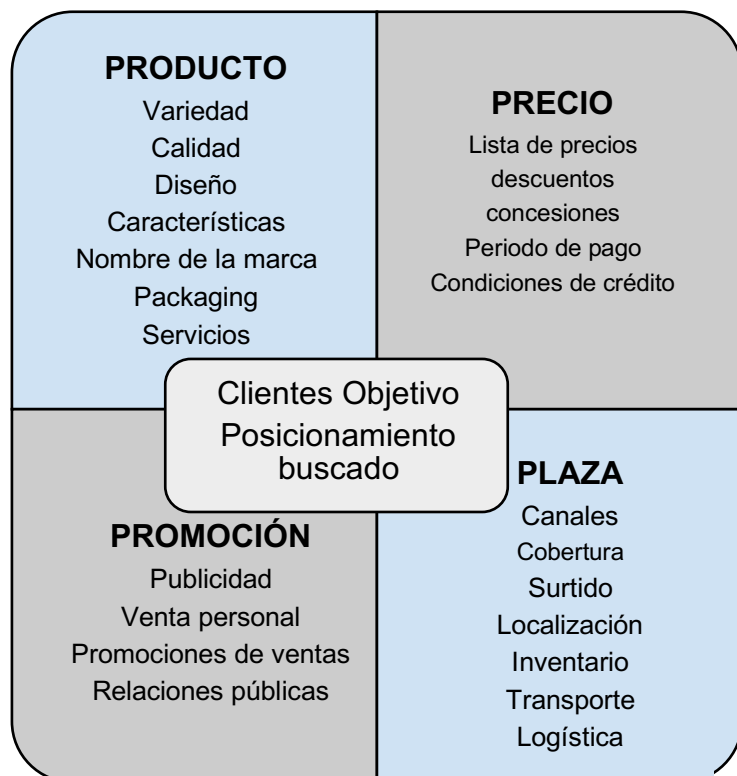 PRODUCTO
Variedad
Calidad
Diseño
Características
Nombre de la marca
Packaging
Servicios
PRECIO
Lista de precios
descuentos
concesiones
Periodo de pago
Condiciones de crédito
Clientes Objetivo
Posicionamiento
buscado
PROMOCIÓN
Publicidad
Venta personal
Promociones de ventas
Relaciones públicas
PLAZA
Canales
Cobertura
Surtido
Localización
Inventario
Transporte
Logística